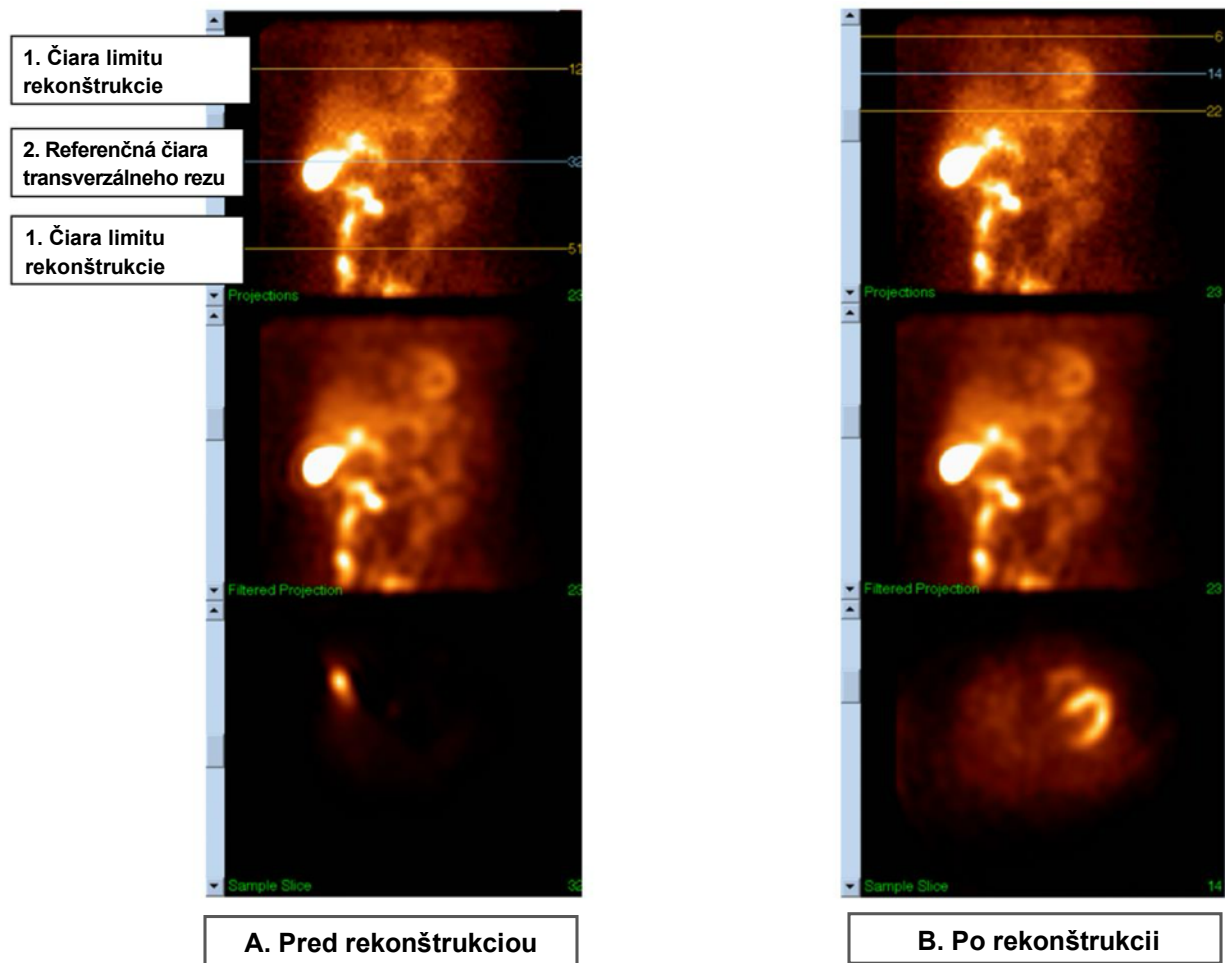 1. Čiara limitu
rekonštrukcie
2. Referenčná čiara
transverzálneho rezu
1. Čiara limitu
rekonštrukcie
12
32
51
Projections 23
Filtered Projection 23
Sample Slice 32
A. Pred rekonštrukciou
6
14
22
Projections 23
Filtered Projection 23
Sample Slice 14
B. Po rekonštrukcii